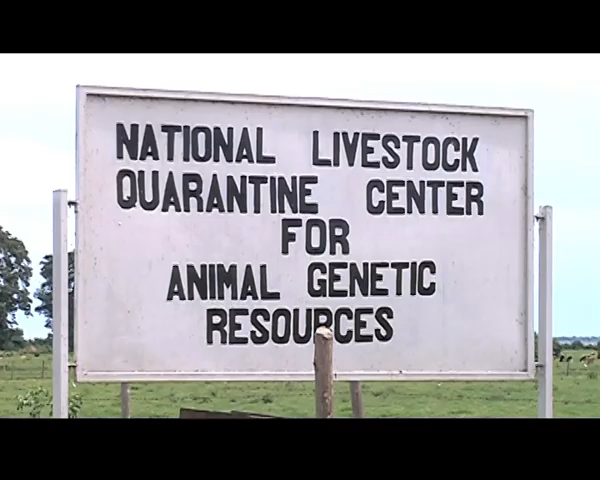 NATIONAL LIVESTOCK
QUARANTINE CENTER
FOR
ANIMAL GENETIC
RESOURCES